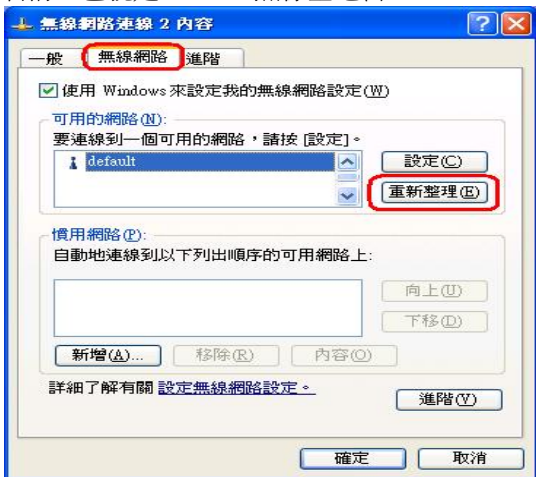 無線網路連線 2 內容
一般 無線網路 進階
使用 Windows 來設定我的無線網路設定(W)
可用的網路(N):
要連線到一個可用的網路，請按 [設定]。
default
設定(C)
重新整理(E)
慣用網路(P):
自動地連線到以下列出順序的可用網路上:
向上(U)
下移(D)
新增(A)... 移除(R) 內容(O)
詳細了解有關 設定無線網路設定。
進階(V)
確定 取消